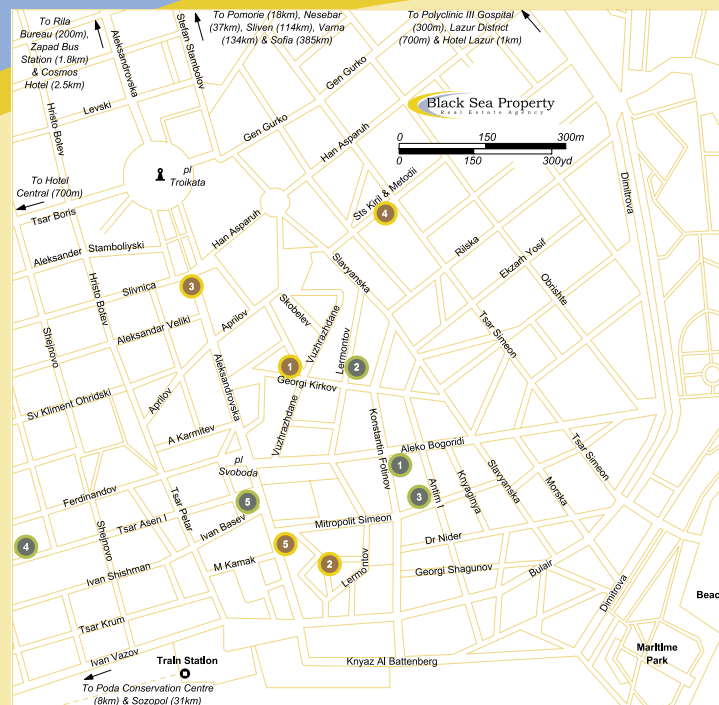 To Rila
Bureau (200m),
Zapad Bus
Station (1.8km)
& Cosmos
Hotel (2.5km)
To Pomorie (18km), Nesebar
(37km), Sliven (114km), Varna
(134km) & Sofia (385km)
To Polyclinic III Gospital
(300m), Lazur District
(700m) & Hotel Lazur (1km)
Aleksandrovska
Stefan Stambolov
Gen Gurko
Levski
Hristo Botev
Gen Gurko
Han Asparuh
Black Sea Property
Real Estate Agency
0 150 300m
0 150 300yd
pl
Troikata
To Hotel
Central (700m)
Tsar Boris
Sts Kiril & Metodii
4
Dimitrova
Han Asparuh
Aleksander Stamboliyski
Slavyanska
Rilska
Ekzarh Yosif
Obrishte
Hristo Botev
Slivnica
3
Skobelev
Vuzhrazhdane
Lermontov
Tsar Simeon
Shejnovo
Aleksandar Veliki
Aprilov
1
2
Georgi Kirkov
Aleksandrovska
Aprilov
Sv Kliment Ohridski
Vuzhrazhdane
Konstantin Fotinov
A Karmitev
Aleko Bogoridi
Tsar Simeon
pl
Svoboda
1
Antim I
Knyaginya
Slavyanska
Morska
Ferdinandov
Tsar Petar
5
3
Tsar Asen I
Ivan Basev
Mitropolit Simeon
4
Shejnovo
5
Dr Nider
M Kamak
2
Lermontov
Georgi Shagunov
Bulair
Ivan Shishman
Dimitrova
Beac
Tsar Krum
Ivan Vazov
Train Station
Knyaz Al Battenberg
Maritime
Park
To Poda Conservation Centre
(8km) & Sozopol (31km)